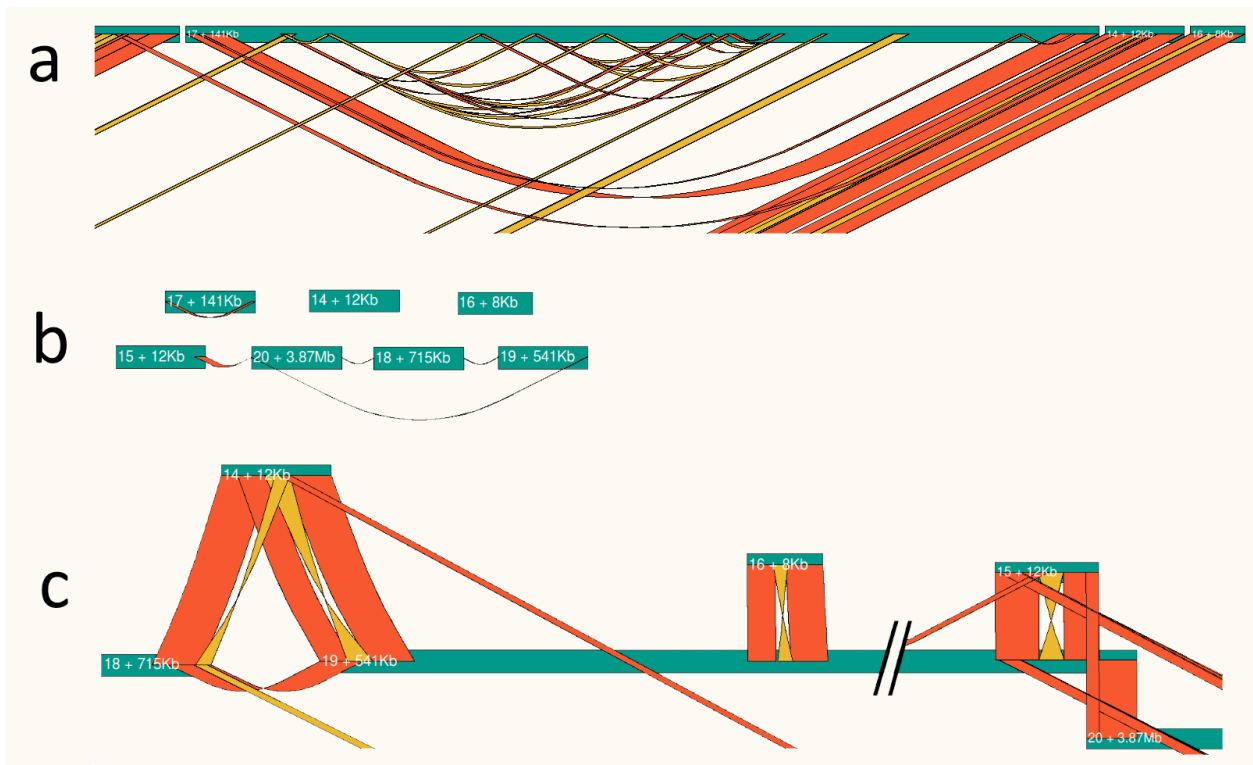 a
17 + 141Kb 14 + 12Kb 16 + 8Kb
b
17 + 141Kb 14 + 12Kb 16 + 8Kb
15 + 12Kb 20 + 3.87Mb 18 + 715Kb 19 + 541Kb
c
14 + 12Kb
16 + 8Kb
15 + 12Kb
18 + 715Kb 19 + 541Kb
20 + 3.87Mb